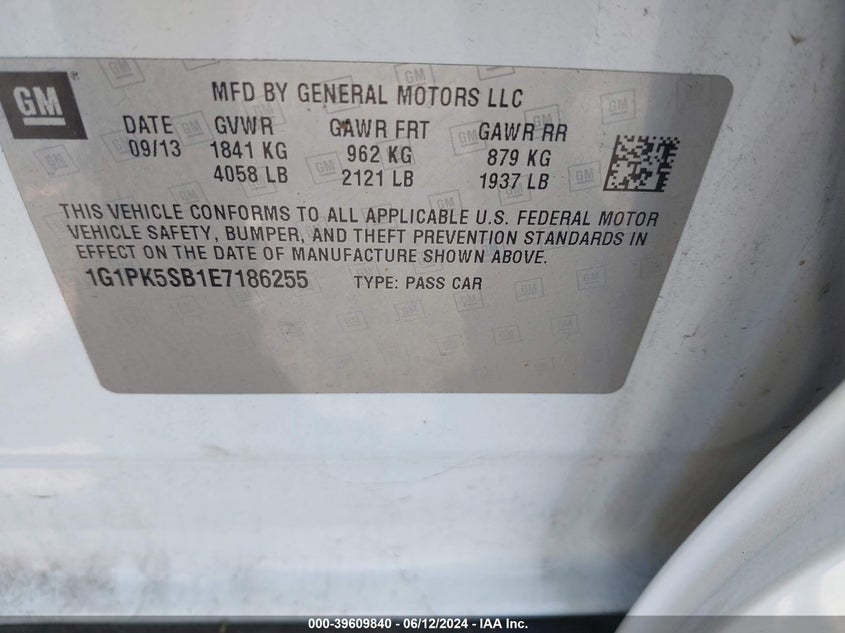 GM
MFD BY GENERAL MOTORS LLC
DATE GVWR GAWR FRT GAWR RR
09/13 1841 KG 962 KG 879 KG
4058 LB 2121 LB 1937 LB
THIS VEHICLE CONFORMS TO ALL APPLICABLE U.S. FEDERAL MOTOR
VEHICLE SAFETY, BUMPER, AND THEFT PREVENTION STANDARDS IN
EFFECT ON THE DATE OF MANUFACTURE SHOWN ABOVE.
1G1PK5SB1E7186255 TYPE: PASS CAR
000-39609840 - 06/12/2024 - IAA Inc.